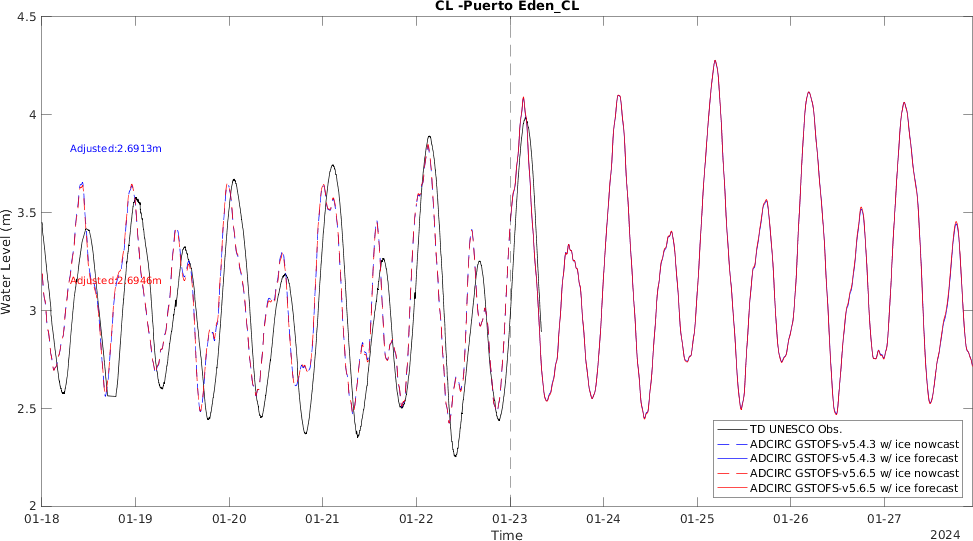 CL -Puerto Eden_CL
4.5
4
3.5
3
2.5
2
Water Level (m)
Adjusted:2.6913m
Adjusted:2.6946m
TD UNESCO Obs.
ADCIRC GSTOFS-v5.4.3 w/ ice nowcast
ADCIRC GSTOFS-v5.4.3 w/ ice forecast
ADCIRC GSTOFS-v5.6.5 w/ ice nowcast
ADCIRC GSTOFS-v5.6.5 w/ ice forecast
01-18 01-19 01-20 01-21 01-22 01-23 01-24 01-25 01-26 01-27
Time
2024